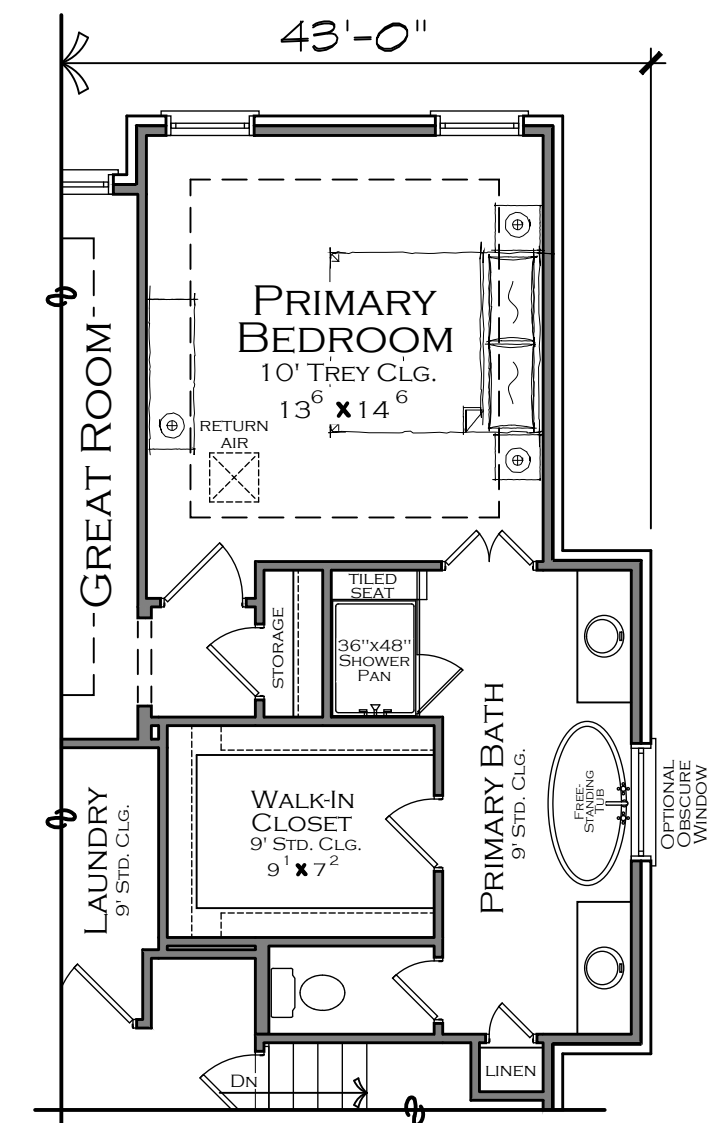 43'-0"
PRIMARY
BEDROOM
10' TREY CLG.
13⁶ x 14⁶
RETURN
AIR
GREAT ROOM
TILED
SEAT
36"x48"
SHOWER
PAN
STORAGE
WALK-IN
CLOSET
9' STD. CLG.
9¹ x 7²
PRIMARY BATH
9' STD. CLG.
FREE-
STANDING
TUB
OPTIONAL
OBSCURE
WINDOW
LAUNDRY
9' STD. CLG.
DN
LINEN